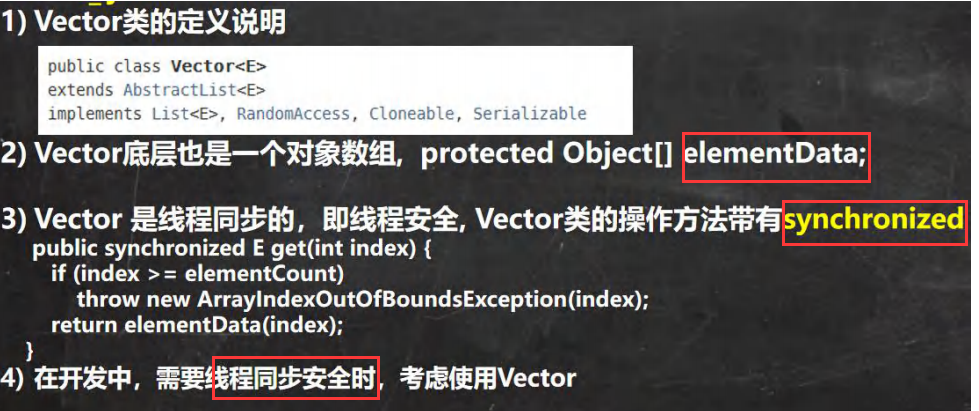 1) Vector类的定义说明
public class Vector<E>
extends AbstractList<E>
implements List<E>, RandomAccess, Cloneable, Serializable
2) Vector底层也是一个对象数组，protected Object[] elementData;
3) Vector 是线程同步的，即线程安全, Vector类的操作方法带有synchronized
public synchronized E get(int index) {
if (index >= elementCount)
throw new ArrayIndexOutOfBoundsException(index);
return elementData(index);
}
4) 在开发中，需要线程同步安全时，考虑使用Vector